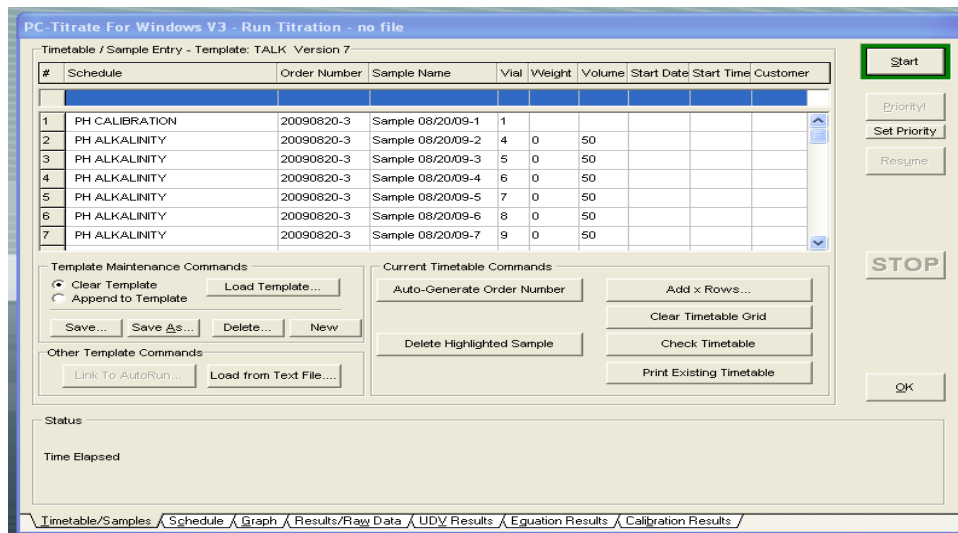 PC-Titrate For Windows V3 - Run Titration - no file
Timetable / Sample Entry - Template: TALK Version 7
# Schedule Order Number Sample Name Vial Weight Volume Start Date Start Time Customer
1 PH CALIBRATION 20090820-3 Sample 08/20/09-1 1
2 PH ALKALINITY 20090820-3 Sample 08/20/09-2 4 0 50
3 PH ALKALINITY 20090820-3 Sample 08/20/09-3 5 0 50
4 PH ALKALINITY 20090820-3 Sample 08/20/09-4 6 0 50
5 PH ALKALINITY 20090820-3 Sample 08/20/09-5 7 0 50
6 PH ALKALINITY 20090820-3 Sample 08/20/09-6 8 0 50
7 PH ALKALINITY 20090820-3 Sample 08/20/09-7 9 0 50
Start
Priority!
Set Priority
Resume
STOP
OK
Template Maintenance Commands
Clear Template
Append to Template
Load Template...
Save... Save As... Delete... New
Other Template Commands
Link To AutoRun... Load from Text File....
Current Timetable Commands
Auto-Generate Order Number
Delete Highlighted Sample
Add x Rows...
Clear Timetable Grid
Check Timetable
Print Existing Timetable
Status
Time Elapsed
Timetable/Samples Schedule Graph Results/Raw Data UDV Results Equation Results Calibration Results